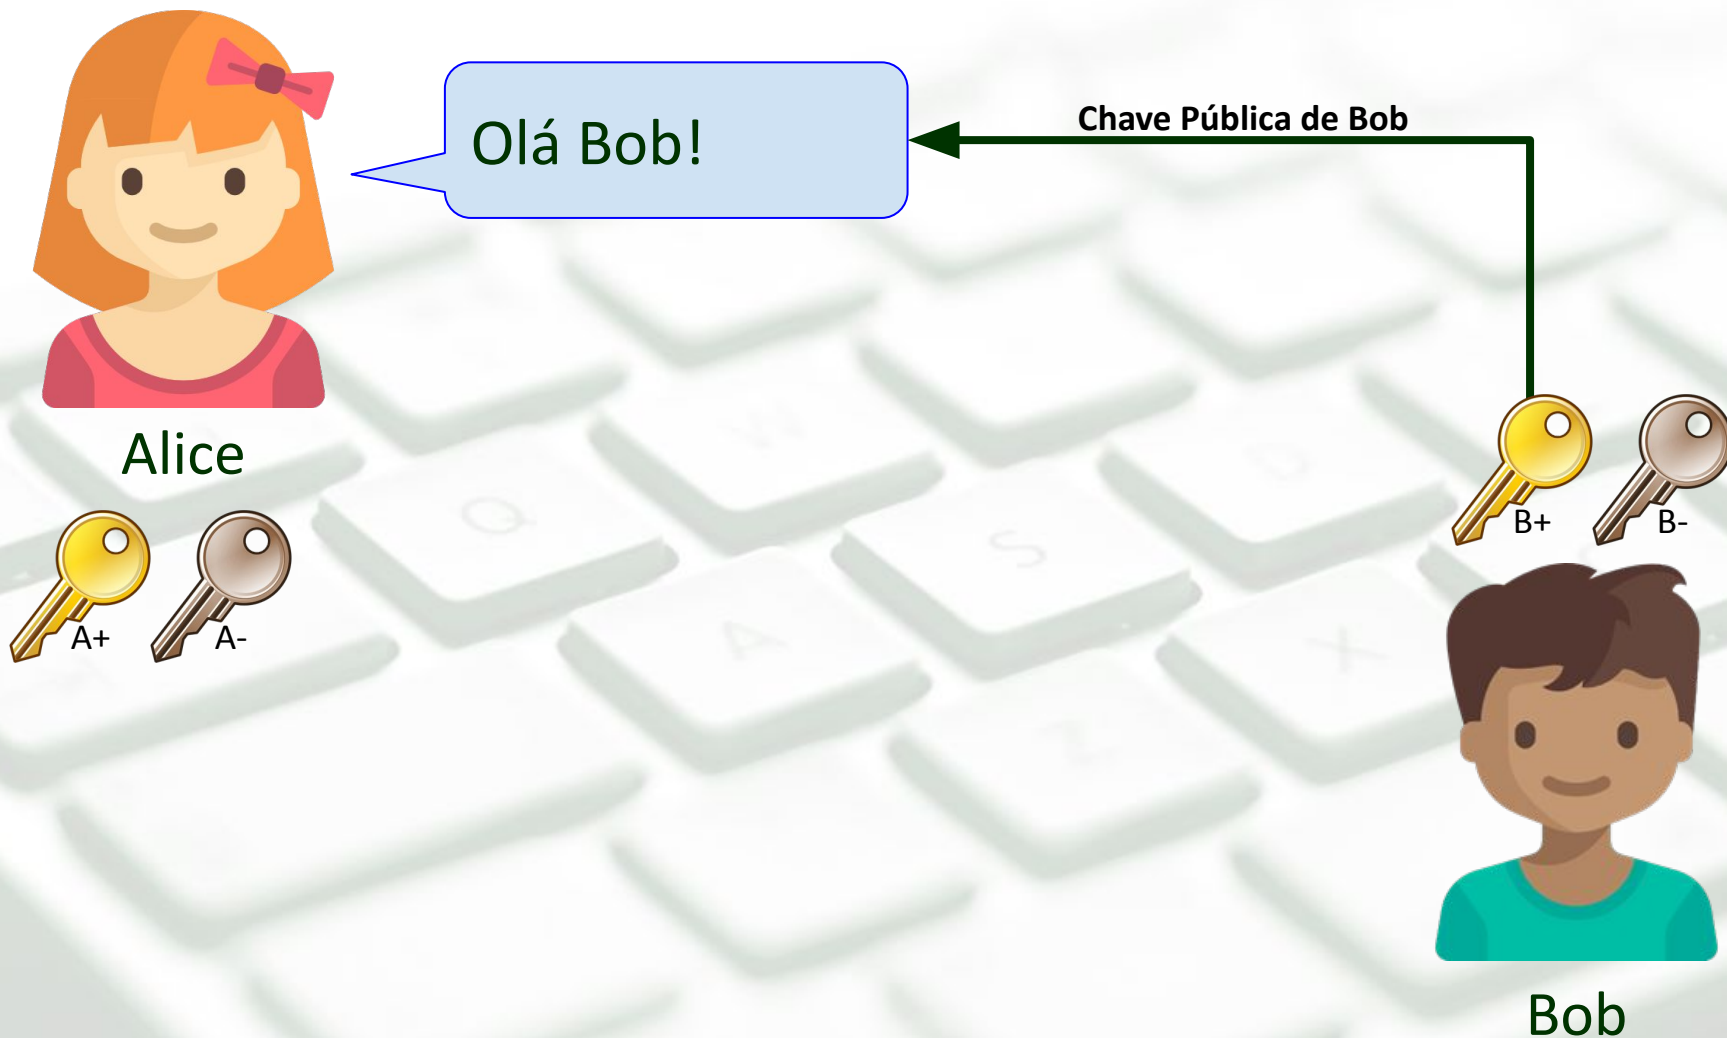 Olá Bob!
Chave Pública de Bob
Alice
B+
B-
A+
A-
Q
W
S
D
A
X
Z
Bob